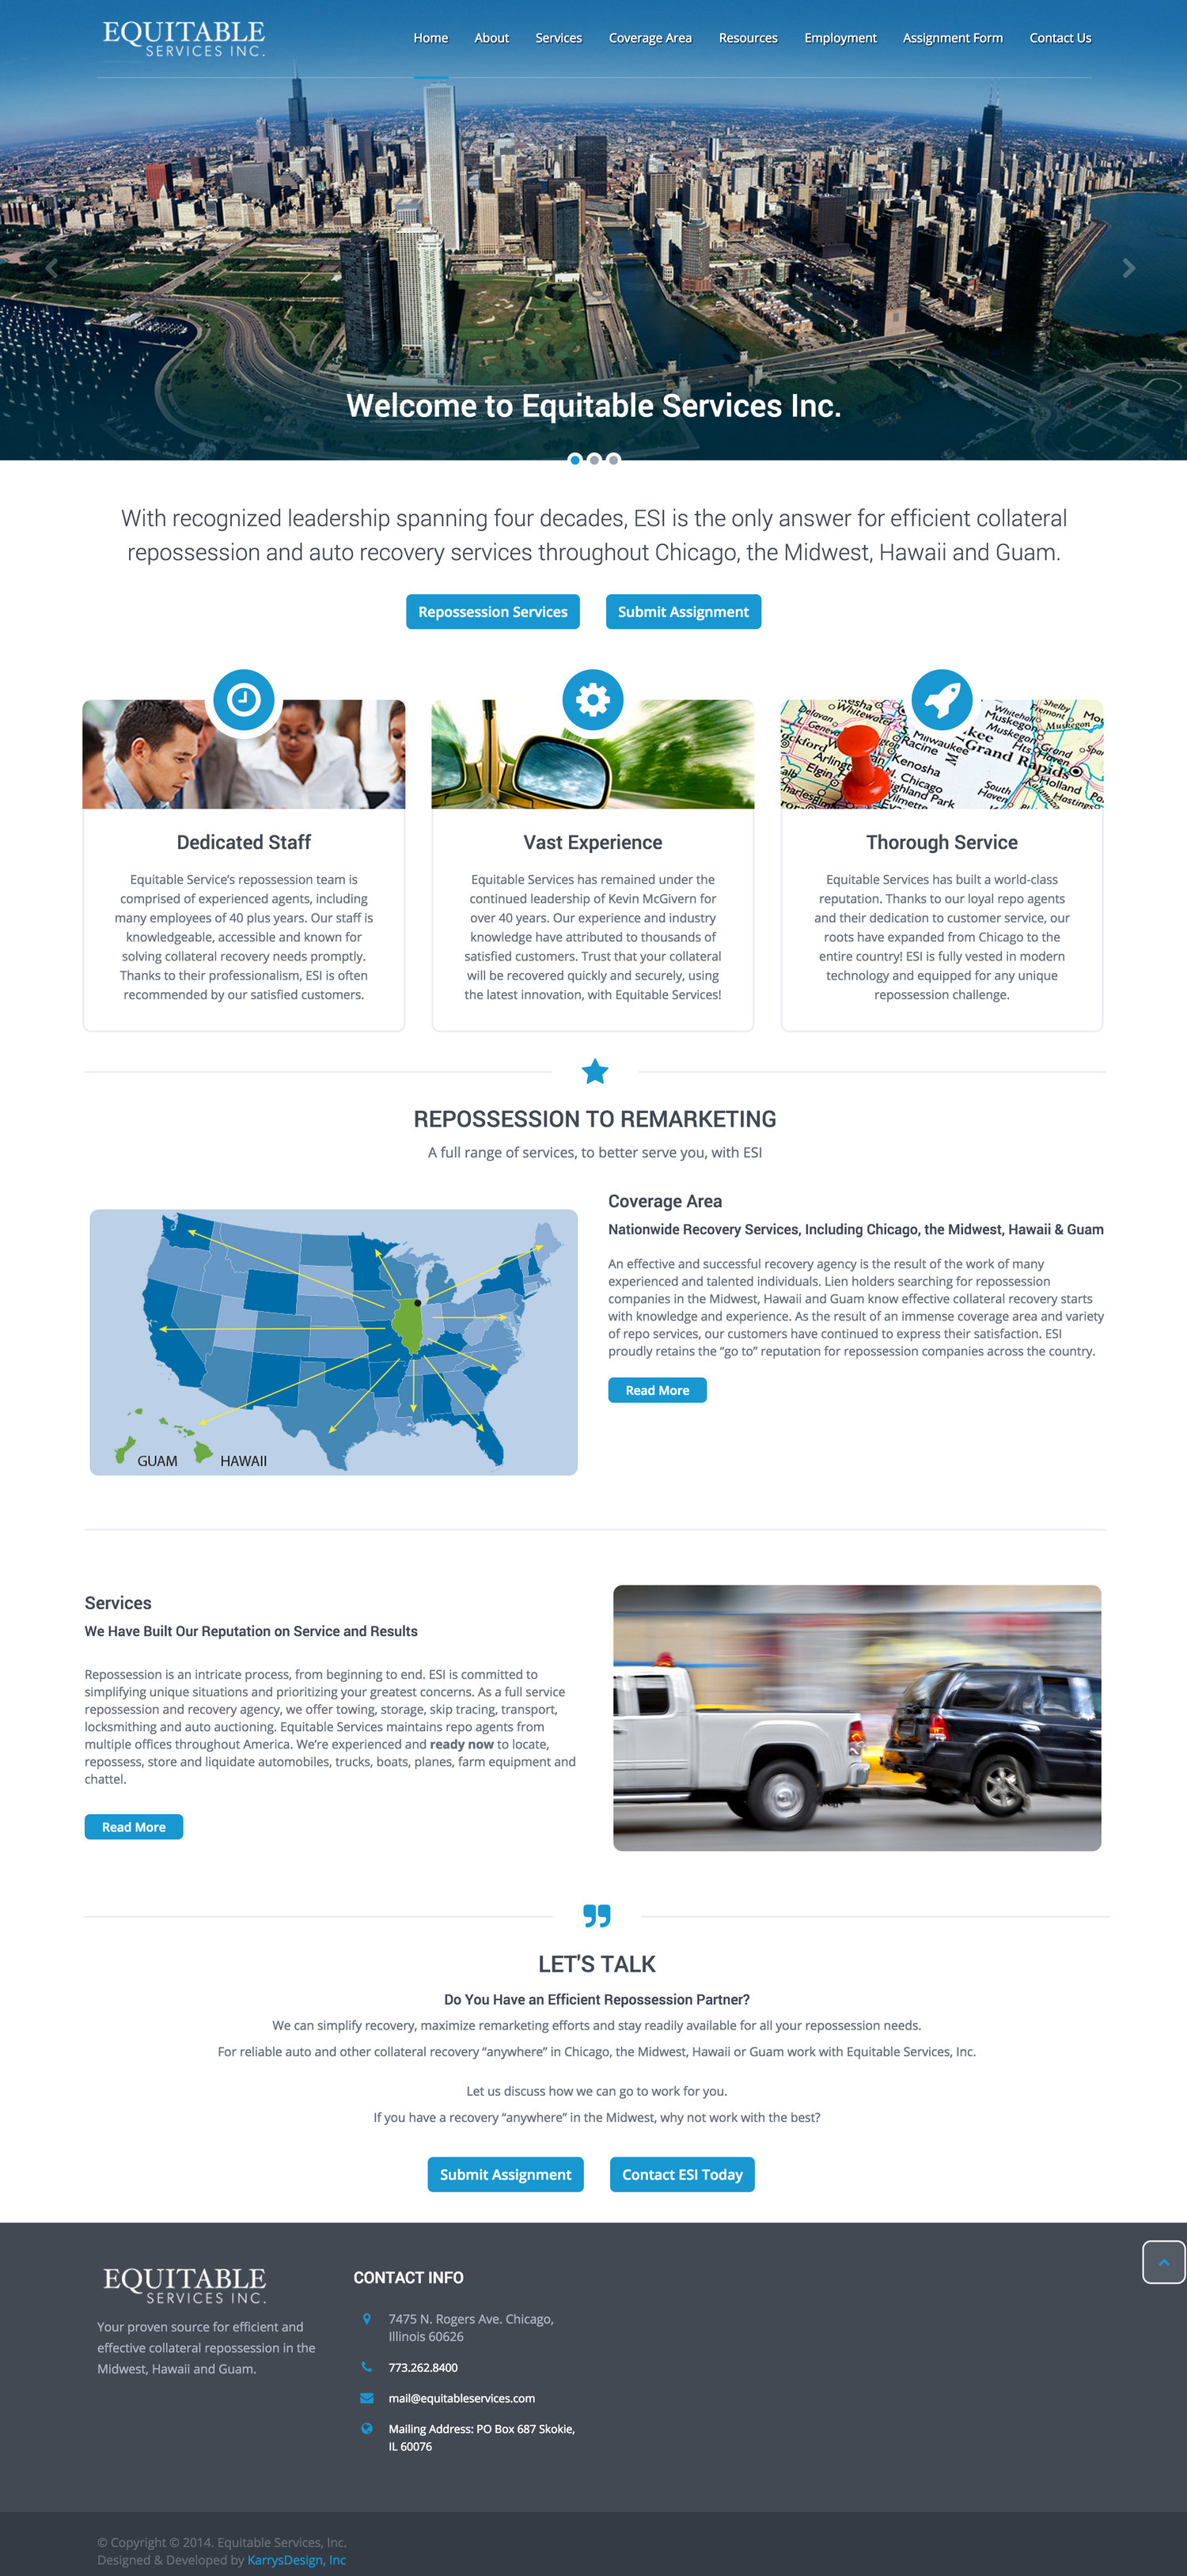 EQUITABLE
SERVICES INC.
Home About Services Coverage Area Resources Employment Assignment Form Contact Us
Welcome to Equitable Services Inc.
With recognized leadership spanning four decades, ESI is the only answer for efficient collateral
repossession and auto recovery services throughout Chicago, the Midwest, Hawaii and Guam.
Repossession Services Submit Assignment
Dedicated Staff
Equitable Service's repossession team is
comprised of experienced agents, including
many employees of 40 plus years. Our staff is
knowledgeable, accessible and known for
solving collateral recovery needs promptly.
Thanks to their professionalism, ESI is often
recommended by our satisfied customers.
Vast Experience
Equitable Services has remained under the
continued leadership of Kevin McGivern for
over 40 years. Our experience and industry
knowledge have attributed to thousands of
satisfied customers. Trust that your collateral
will be recovered quickly and securely, using
the latest innovation, with Equitable Services!
Delavan
Whitewater
Arlington
Elgin
Milwaukee
Racine
Kenosha
Chicago
Muskegon
Muskegon
Grand Rapids
Holland
Hastings
South
Haven
Thorough Service
Equitable Services has built a world-class
reputation. Thanks to our loyal repo agents
and their dedication to customer service, our
roots have expanded from Chicago to the
entire country! ESI is fully vested in modern
technology and equipped for any unique
repossession challenge.
REPOSSESSION TO REMARKETING
A full range of services, to better serve you, with ESI
GUAM HAWAII
Coverage Area
Nationwide Recovery Services, Including Chicago, the Midwest, Hawaii & Guam
An effective and successful recovery agency is the result of the work of many
experienced and talented individuals. Lien holders searching for repossession
companies in the Midwest, Hawaii and Guam know effective collateral recovery starts
with knowledge and experience. As the result of an immense coverage area and variety
of repo services, our customers have continued to express their satisfaction. ESI
proudly retains the “go to” reputation for repossession companies across the country.
Read More
Services
We Have Built Our Reputation on Service and Results
Repossession is an intricate process, from beginning to end. ESI is committed to
simplifying unique situations and prioritizing your greatest concerns. As a full service
repossession and recovery agency, we offer towing, storage, skip tracing, transport,
locksmithing and auto auctioning. Equitable Services maintains repo agents from
multiple offices throughout America. We’re experienced and ready now to locate,
repossess, store and liquidate automobiles, trucks, boats, planes, farm equipment and
chattel.
Read More
LET’S TALK
Do You Have an Efficient Repossession Partner?
We can simplify recovery, maximize remarketing efforts and stay readily available for all your repossession needs.
For reliable auto and other collateral recovery “anywhere” in Chicago, the Midwest, Hawaii or Guam work with Equitable Services, Inc.
Let us discuss how we can go to work for you.
If you have a recovery “anywhere” in the Midwest, why not work with the best?
Submit Assignment Contact ESI Today
EQUITABLE
SERVICES INC.
Your proven source for efficient and
effective collateral repossession in the
Midwest, Hawaii and Guam.
CONTACT INFO
7475 N. Rogers Ave. Chicago,
Illinois 60626
773.262.8400
mail@equitableservices.com
Mailing Address: PO Box 687 Skokie,
IL 60076
© Copyright © 2014. Equitable Services, Inc.
Designed & Developed by KarrysDesign, Inc